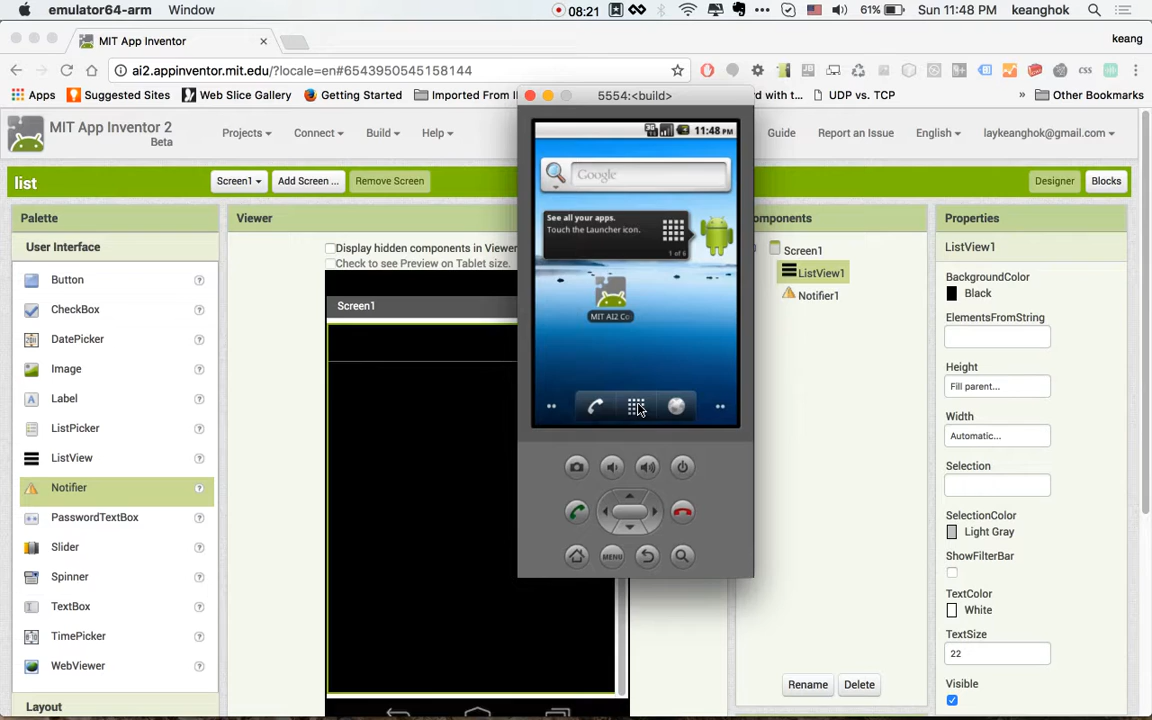 emulator64-arm Window 08:21 61% Sun 11:48 PM keanghok
MIT App Inventor keang
ai2.appinventor.mit.edu/?locale=en#6543950545158144
Apps Suggested Sites Web Slice Gallery Getting Started Imported From I with t... UDP vs. TCP » Other Bookmarks
5554:<build>
MIT App Inventor 2
Beta
Projects Connect Build Help Guide Report an Issue English laykeanghok@gmail.com
list Screen1 Add Screen ... Remove Screen Designer Blocks
Palette
User Interface
Button
CheckBox
DatePicker
Image
Label
ListPicker
ListView
Notifier
PasswordTextBox
Slider
Spinner
TextBox
TimePicker
WebViewer
Layout
Viewer
Display hidden components in Viewer
Check to see Preview on Tablet size.
Screen1
3G 11:48 PM
Google
See all your apps.
Touch the Launcher icon.
1 of 6
MIT AI2 Co
MENU
omponents
Screen1
ListView1
Notifier1
Rename Delete
Properties
ListView1
BackgroundColor
Black
ElementsFromString
Height
Fill parent...
Width
Automatic...
Selection
SelectionColor
Light Gray
ShowFilterBar
TextColor
White
TextSize
22
Visible